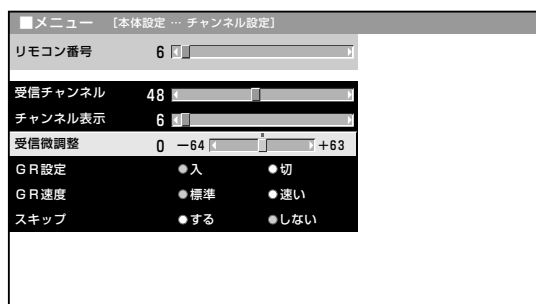 ■メニュー [本体設定 … チャンネル設定]
リモコン番号 6
受信チャンネル 48
チャンネル表示 6
受信微調整 0 －64 ＋63
GR設定 ●入 ●切
GR速度 ●標準 ●速い
スキップ ●する ●しない